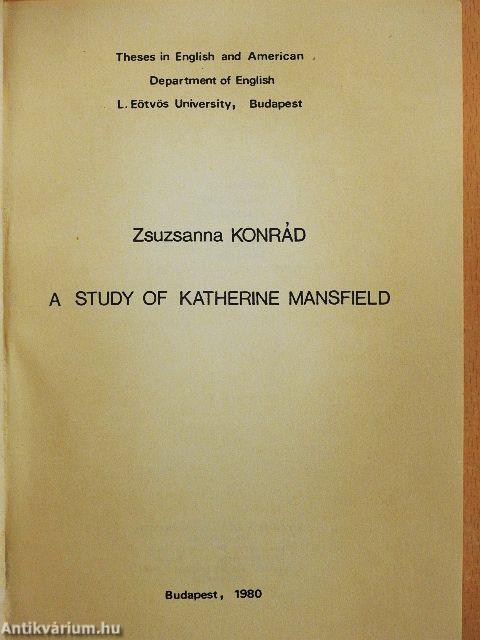 Theses in English and American
Department of English
L. Eötvös University, Budapest
Zsuzsanna KONRÁD
A STUDY OF KATHERINE MANSFIELD
Budapest, 1980
Antikvárium.hu